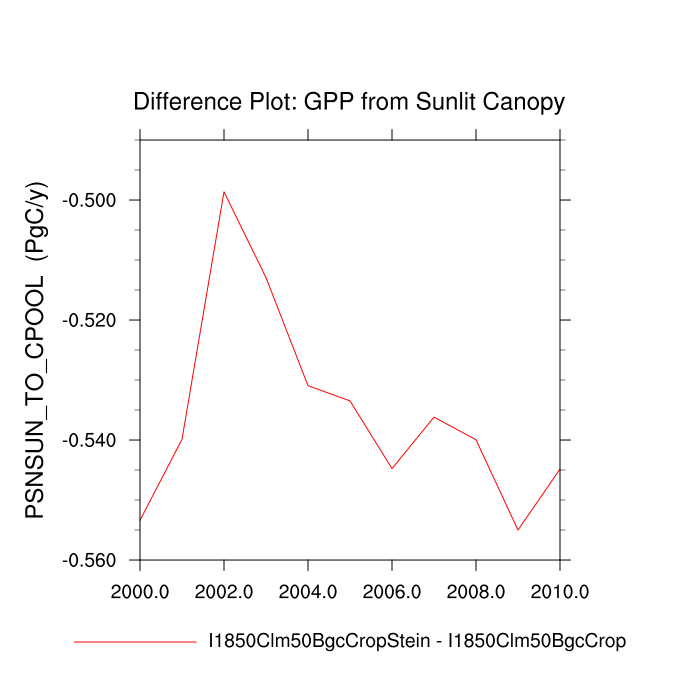 Difference Plot: GPP from Sunlit Canopy
PSNSUN_TO_CPOOL (PgC/y)
-0.500
-0.520
-0.540
-0.560
2000.0 2002.0 2004.0 2006.0 2008.0 2010.0
I1850Clm50BgcCropStein - I1850Clm50BgcCrop